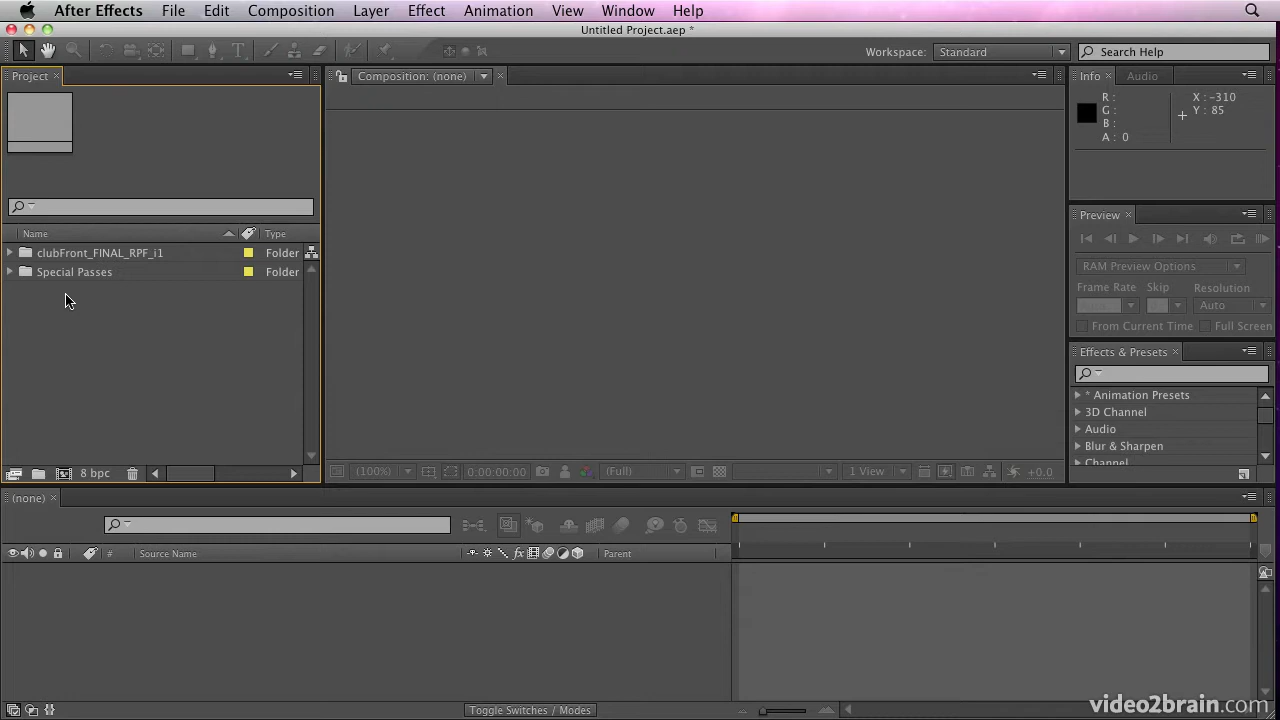 After Effects File Edit Composition Layer Effect Animation View Window Help
Untitled Project.aep *
Workspace: Standard Search Help
Project
Composition: (none)
Info Audio
R :
G :
B :
A : 0
X : -310
Y : 85
Preview
Name Type
clubFront_FINAL_RPF_i1 Folder
Special Passes Folder
RAM Preview Options
Frame Rate Skip Resolution
Auto
From Current Time Full Screen
Effects & Presets
* Animation Presets
3D Channel
Audio
Blur & Sharpen
Channel
8 bpc
(100%) 0:00:00:00 (Full) 1 View +0.0
(none)
# Source Name fx Parent
Toggle Switches / Modes
video2brain.com